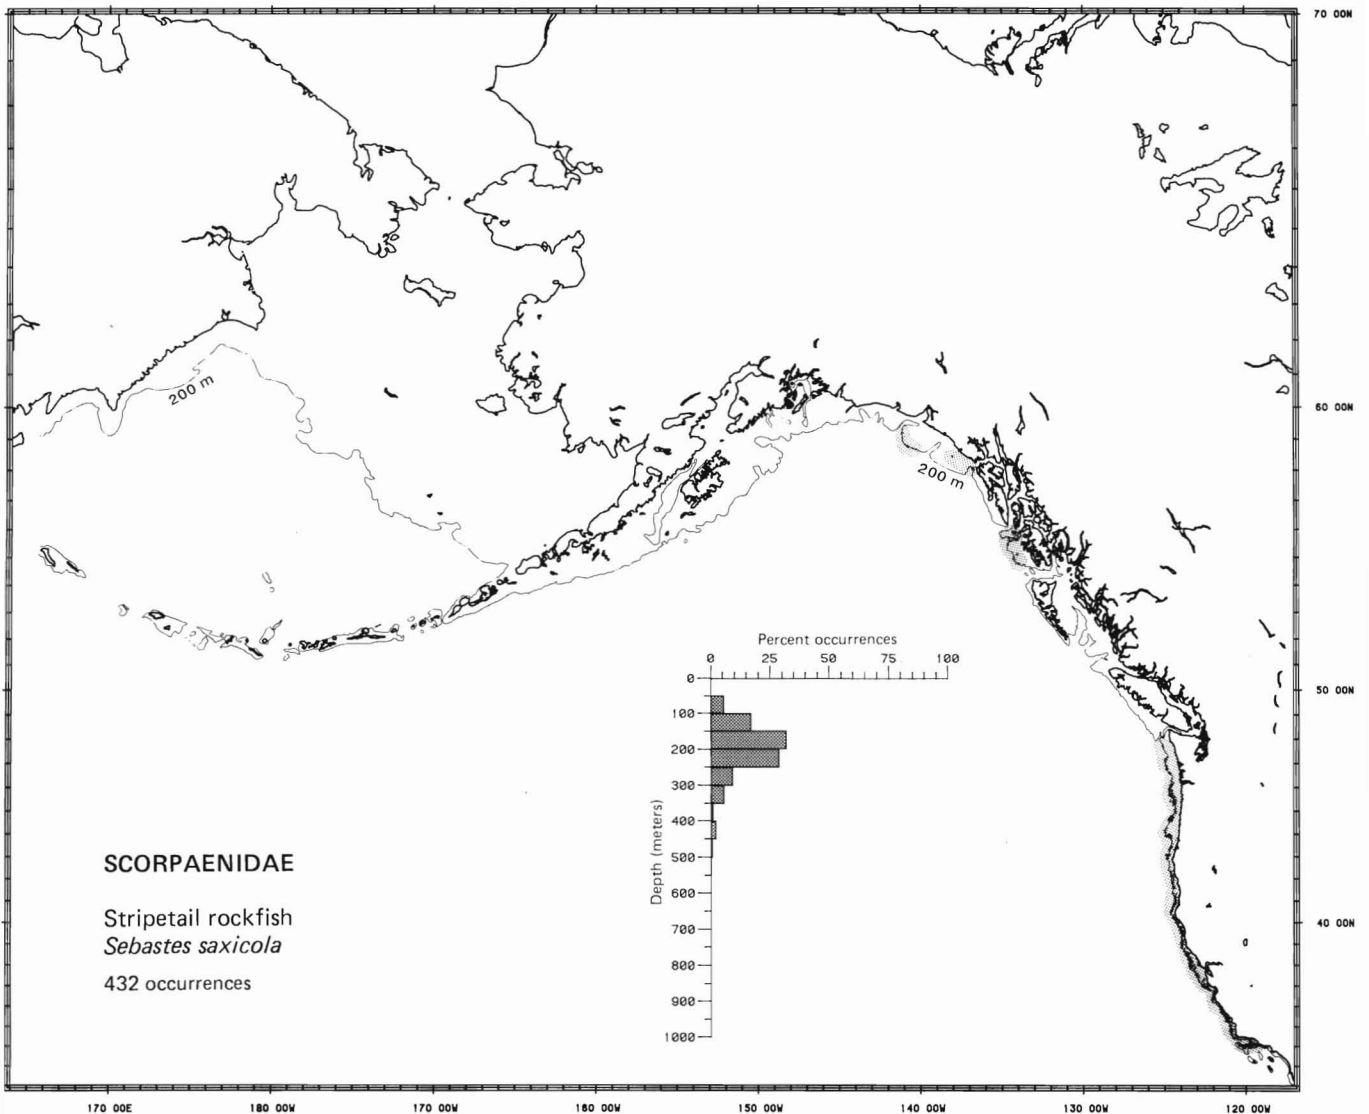 70 00N
200 m
60 00N
200 m
Percent occurrences
0 25 50 75 100
50 00N
0
100
200
300
400
500
600
700
800
900
1000
Depth (meters)
SCORPAENIDAE
Stripetail rockfish
Sebastes saxicola
432 occurrences
40 00N
170 00E 180 00W 170 00W 160 00W 150 00W 140 00W 130 00W 120 00W